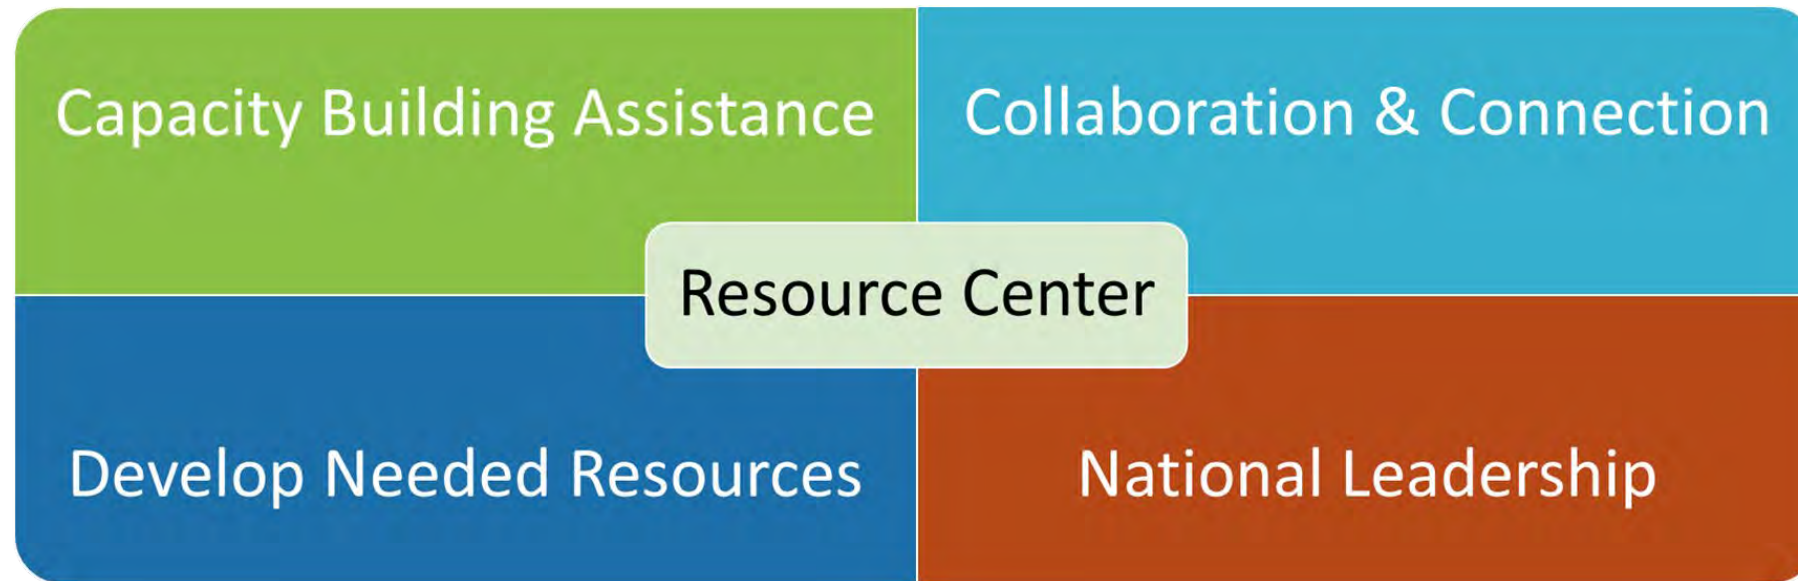 Capacity Building Assistance
Collaboration & Connection
Resource Center
Develop Needed Resources
National Leadership